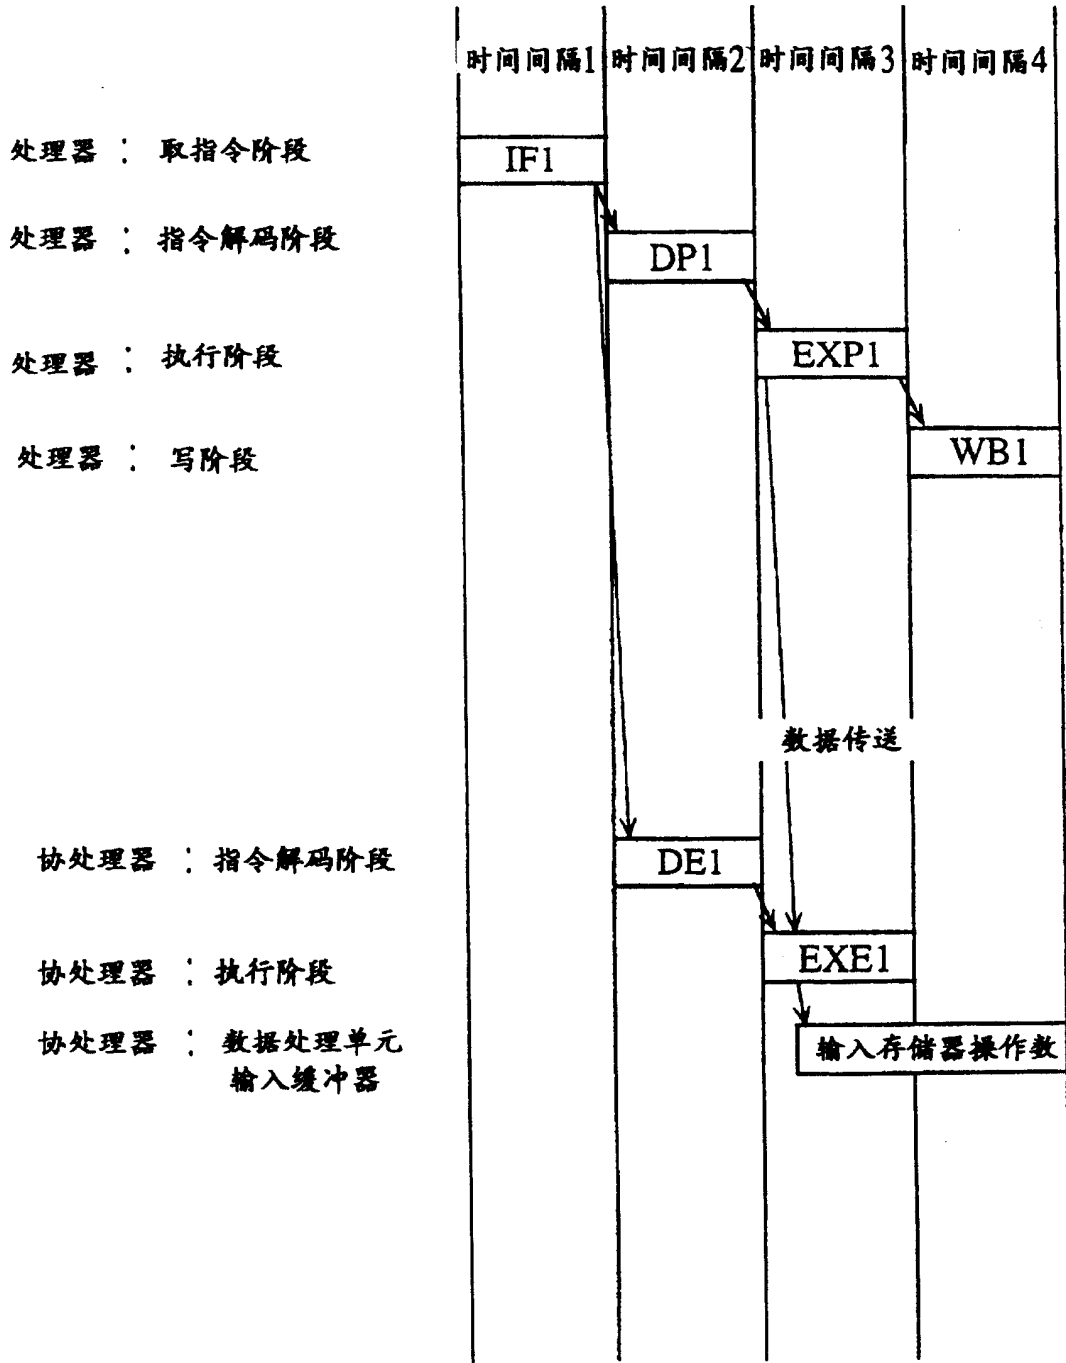 时间间隔1 时间间隔2 时间间隔3 时间间隔4
处理器 : 取指令阶段 IF1
处理器 : 指令解码阶段 DP1
处理器 : 执行阶段 EXP1
处理器 : 写阶段 WB1
数据传送
协处理器 : 指令解码阶段 DE1
协处理器 : 执行阶段 EXE1
协处理器 : 数据处理单元 输入存储器操作数
输入缓冲器